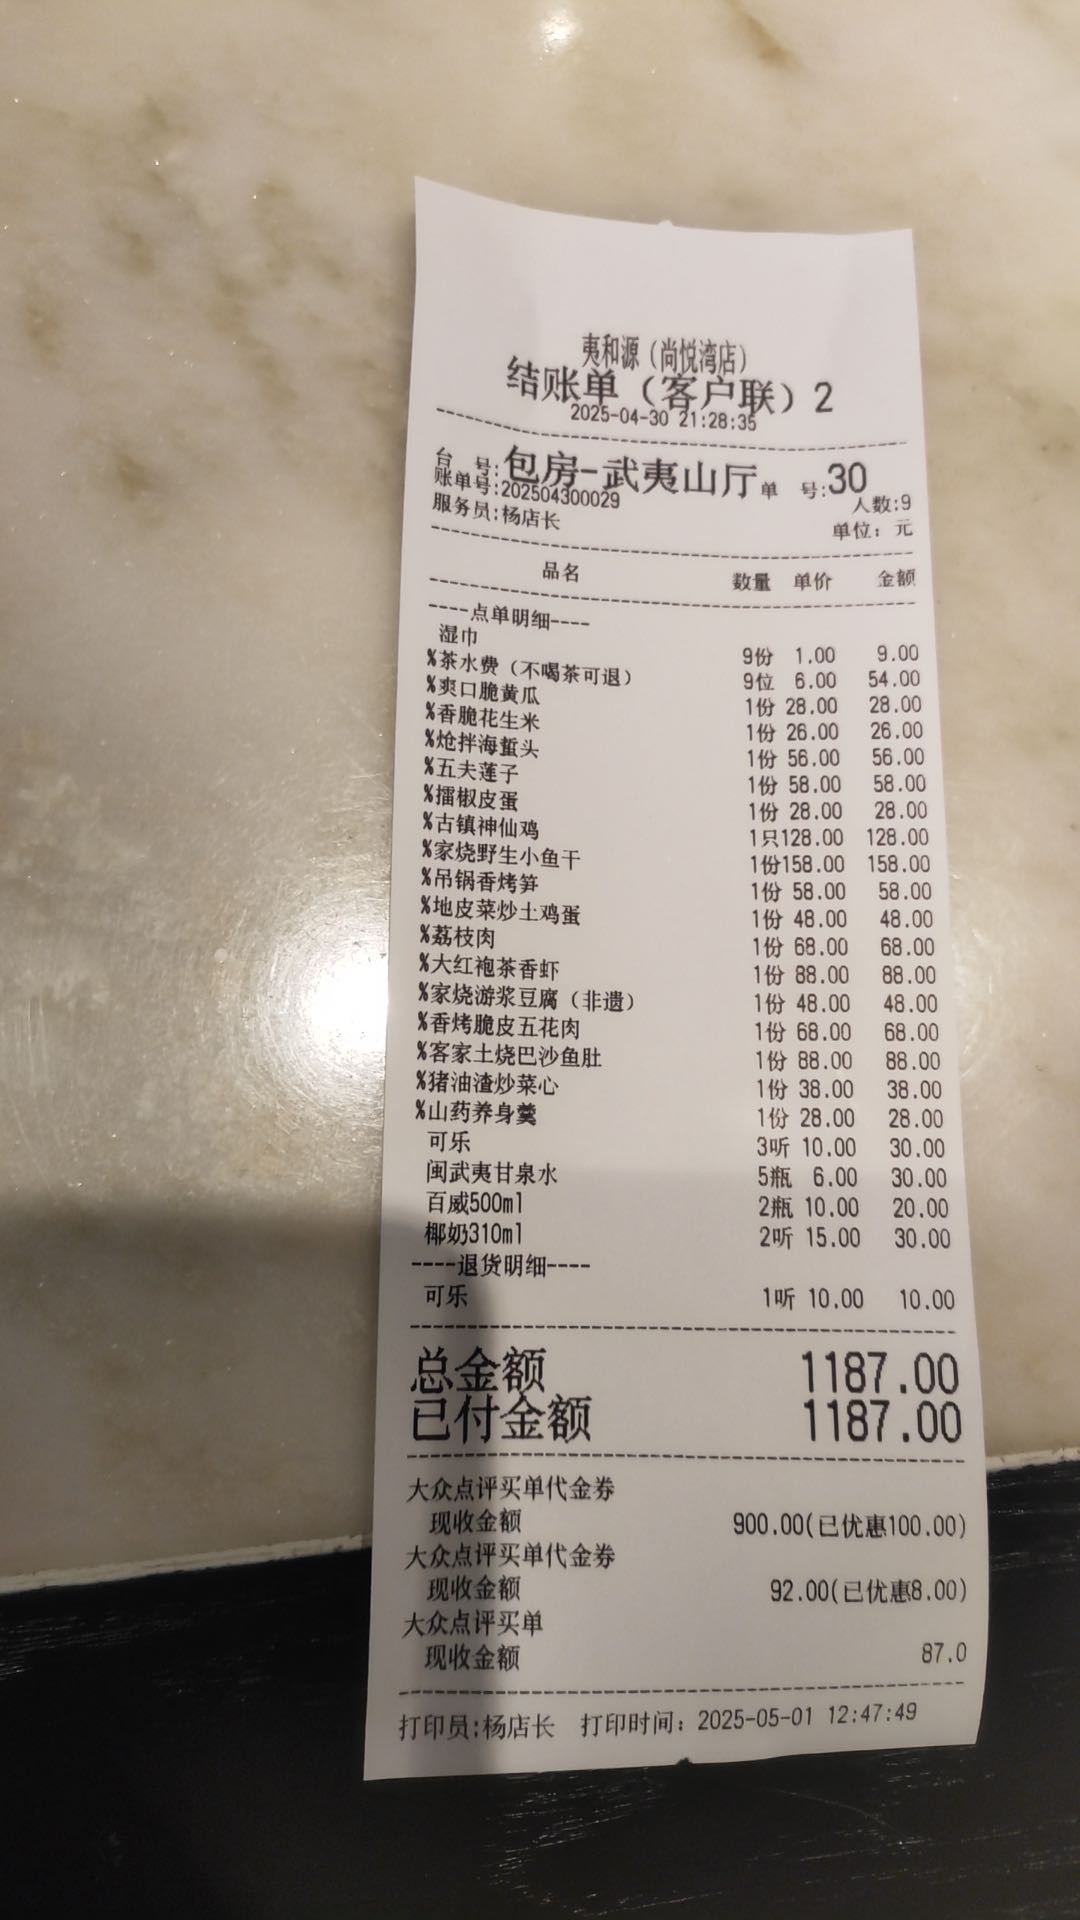 夷和源（尚悦湾店）
结账单（客户联）2
2025-04-30 21:28:35
台 号:包房-武夷山厅 单 号:30
账单号:202504300029 人数:9
服务员:杨店长 单位：元
品名 数量 单价 金额
----点单明细----
湿巾 9份 1.00 9.00
%茶水费（不喝茶可退） 9位 6.00 54.00
%爽口脆黄瓜 1份 28.00 28.00
%香脆花生米 1份 26.00 26.00
%炝拌海蜇头 1份 56.00 56.00
%五夫莲子 1份 58.00 58.00
%擂椒皮蛋 1份 28.00 28.00
%古镇神仙鸡 1只 128.00 128.00
%家烧野生小鱼干 1份 158.00 158.00
%吊锅香烤笋 1份 58.00 58.00
%地皮菜炒土鸡蛋 1份 48.00 48.00
%荔枝肉 1份 68.00 68.00
%大红袍茶香虾 1份 88.00 88.00
%家烧游浆豆腐（非遗） 1份 48.00 48.00
%香烤脆皮五花肉 1份 68.00 68.00
%客家土烧巴沙鱼肚 1份 88.00 88.00
%猪油渣炒菜心 1份 38.00 38.00
%山药养身羹 1份 28.00 28.00
可乐 3听 10.00 30.00
闽武夷甘泉水 5瓶 6.00 30.00
百威500ml 2瓶 10.00 20.00
椰奶310ml 2听 15.00 30.00
----退货明细----
可乐 1听 10.00 10.00
总金额 1187.00
已付金额 1187.00
大众点评买单代金券
现收金额 900.00(已优惠100.00)
大众点评买单代金券
现收金额 92.00(已优惠8.00)
大众点评买单
现收金额 87.0
打印员:杨店长 打印时间：2025-05-01 12:47:49